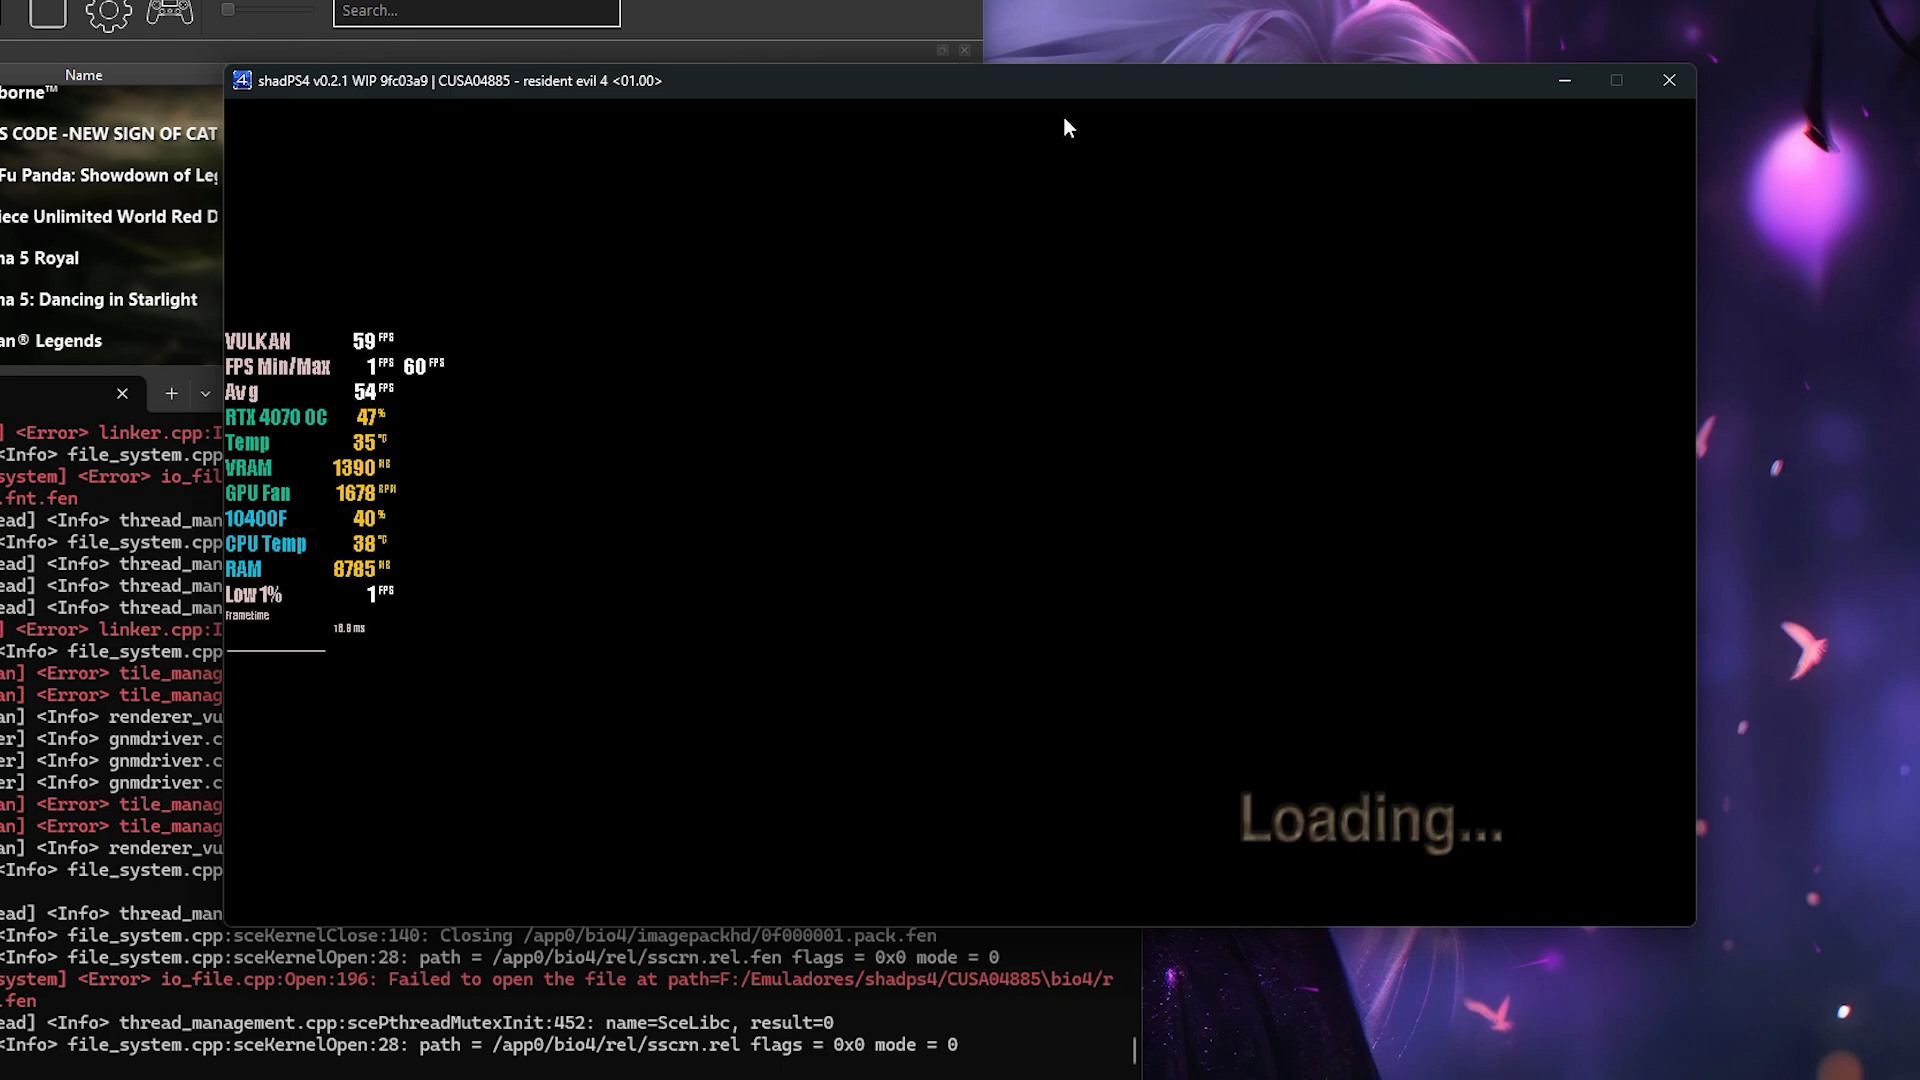 Search...
Name
borne™
S CODE -NEW SIGN OF CAT
Fu Panda: Showdown of Leg
iece Unlimited World Red D
na 5 Royal
na 5: Dancing in Starlight
an® Legends
shadPS4 v0.2.1 WIP 9fc03a9 | CUSA04885 - resident evil 4 <01.00>
VULKAN 59 FPS
FPS Min/Max 1 FPS 60 FPS
Avg 54 FPS
RTX 4070 OC 47 %
Temp 35 °C
VRAM 1390 MB
GPU Fan 1678 RPM
10400F 40 %
CPU Temp 38 °C
RAM 8785 MB
Low 1% 1 FPS
Frametime
Loading...
] <Error> linker.cpp:I
<Info> file_system.cpp
system] <Error> io_fil
.fnt.fen
ead] <Info> thread_man
<Info> file_system.cpp
ead] <Info> thread_man
ead] <Info> thread_man
ead] <Info> thread_man
] <Error> linker.cpp:I
<Info> file_system.cpp
an] <Error> tile_manag
an] <Error> tile_manag
an] <Info> renderer_vu
er] <Info> gnmdriver.c
er] <Info> gnmdriver.c
er] <Info> gnmdriver.c
an] <Error> tile_manag
an] <Error> tile_manag
an] <Info> renderer_vu
<Info> file_system.cpp
ead] <Info> thread_man
<Info> file_system.cpp:sceKernelClose:140: Closing /app0/bio4/imagepackhd/0f000001.pack.fen
<Info> file_system.cpp:sceKernelOpen:28: path = /app0/bio4/rel/sscrn.rel.fen flags = 0x0 mode = 0
system] <Error> io_file.cpp:Open:196: Failed to open the file at path=F:/Emuladores/shadps4/CUSA04885\bio4/r
.fen
ead] <Info> thread_management.cpp:scePthreadMutexInit:452: name=SceLibc, result=0
<Info> file_system.cpp:sceKernelOpen:28: path = /app0/bio4/rel/sscrn.rel flags = 0x0 mode = 0